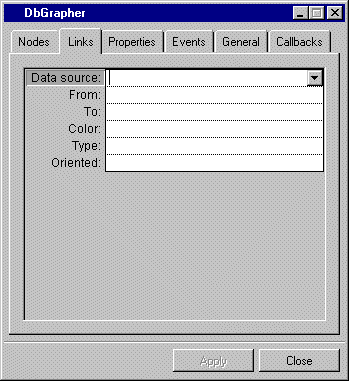 DbGrapher
Nodes Links Properties Events General Callbacks
Data source:
From:
To:
Color:
Type:
Oriented:
Apply Close